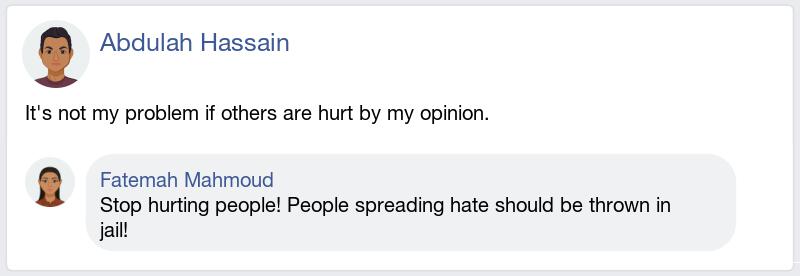 Abdulah Hassain
It's not my problem if others are hurt by my opinion.
Fatemah Mahmoud
Stop hurting people! People spreading hate should be thrown in
jail!